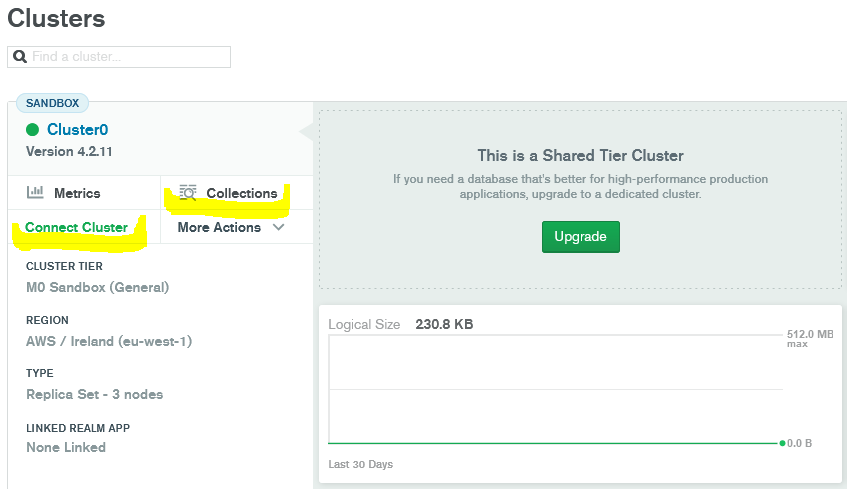 Clusters
Find a cluster...
SANDBOX
Cluster0
Version 4.2.11
Metrics
Collections
Connect Cluster
More Actions
CLUSTER TIER
M0 Sandbox (General)
REGION
AWS / Ireland (eu-west-1)
TYPE
Replica Set - 3 nodes
LINKED REALM APP
None Linked
This is a Shared Tier Cluster
If you need a database that's better for high-performance production
applications, upgrade to a dedicated cluster.
Upgrade
Logical Size 230.8 KB
512.0 MB
max
0.0 B
Last 30 Days